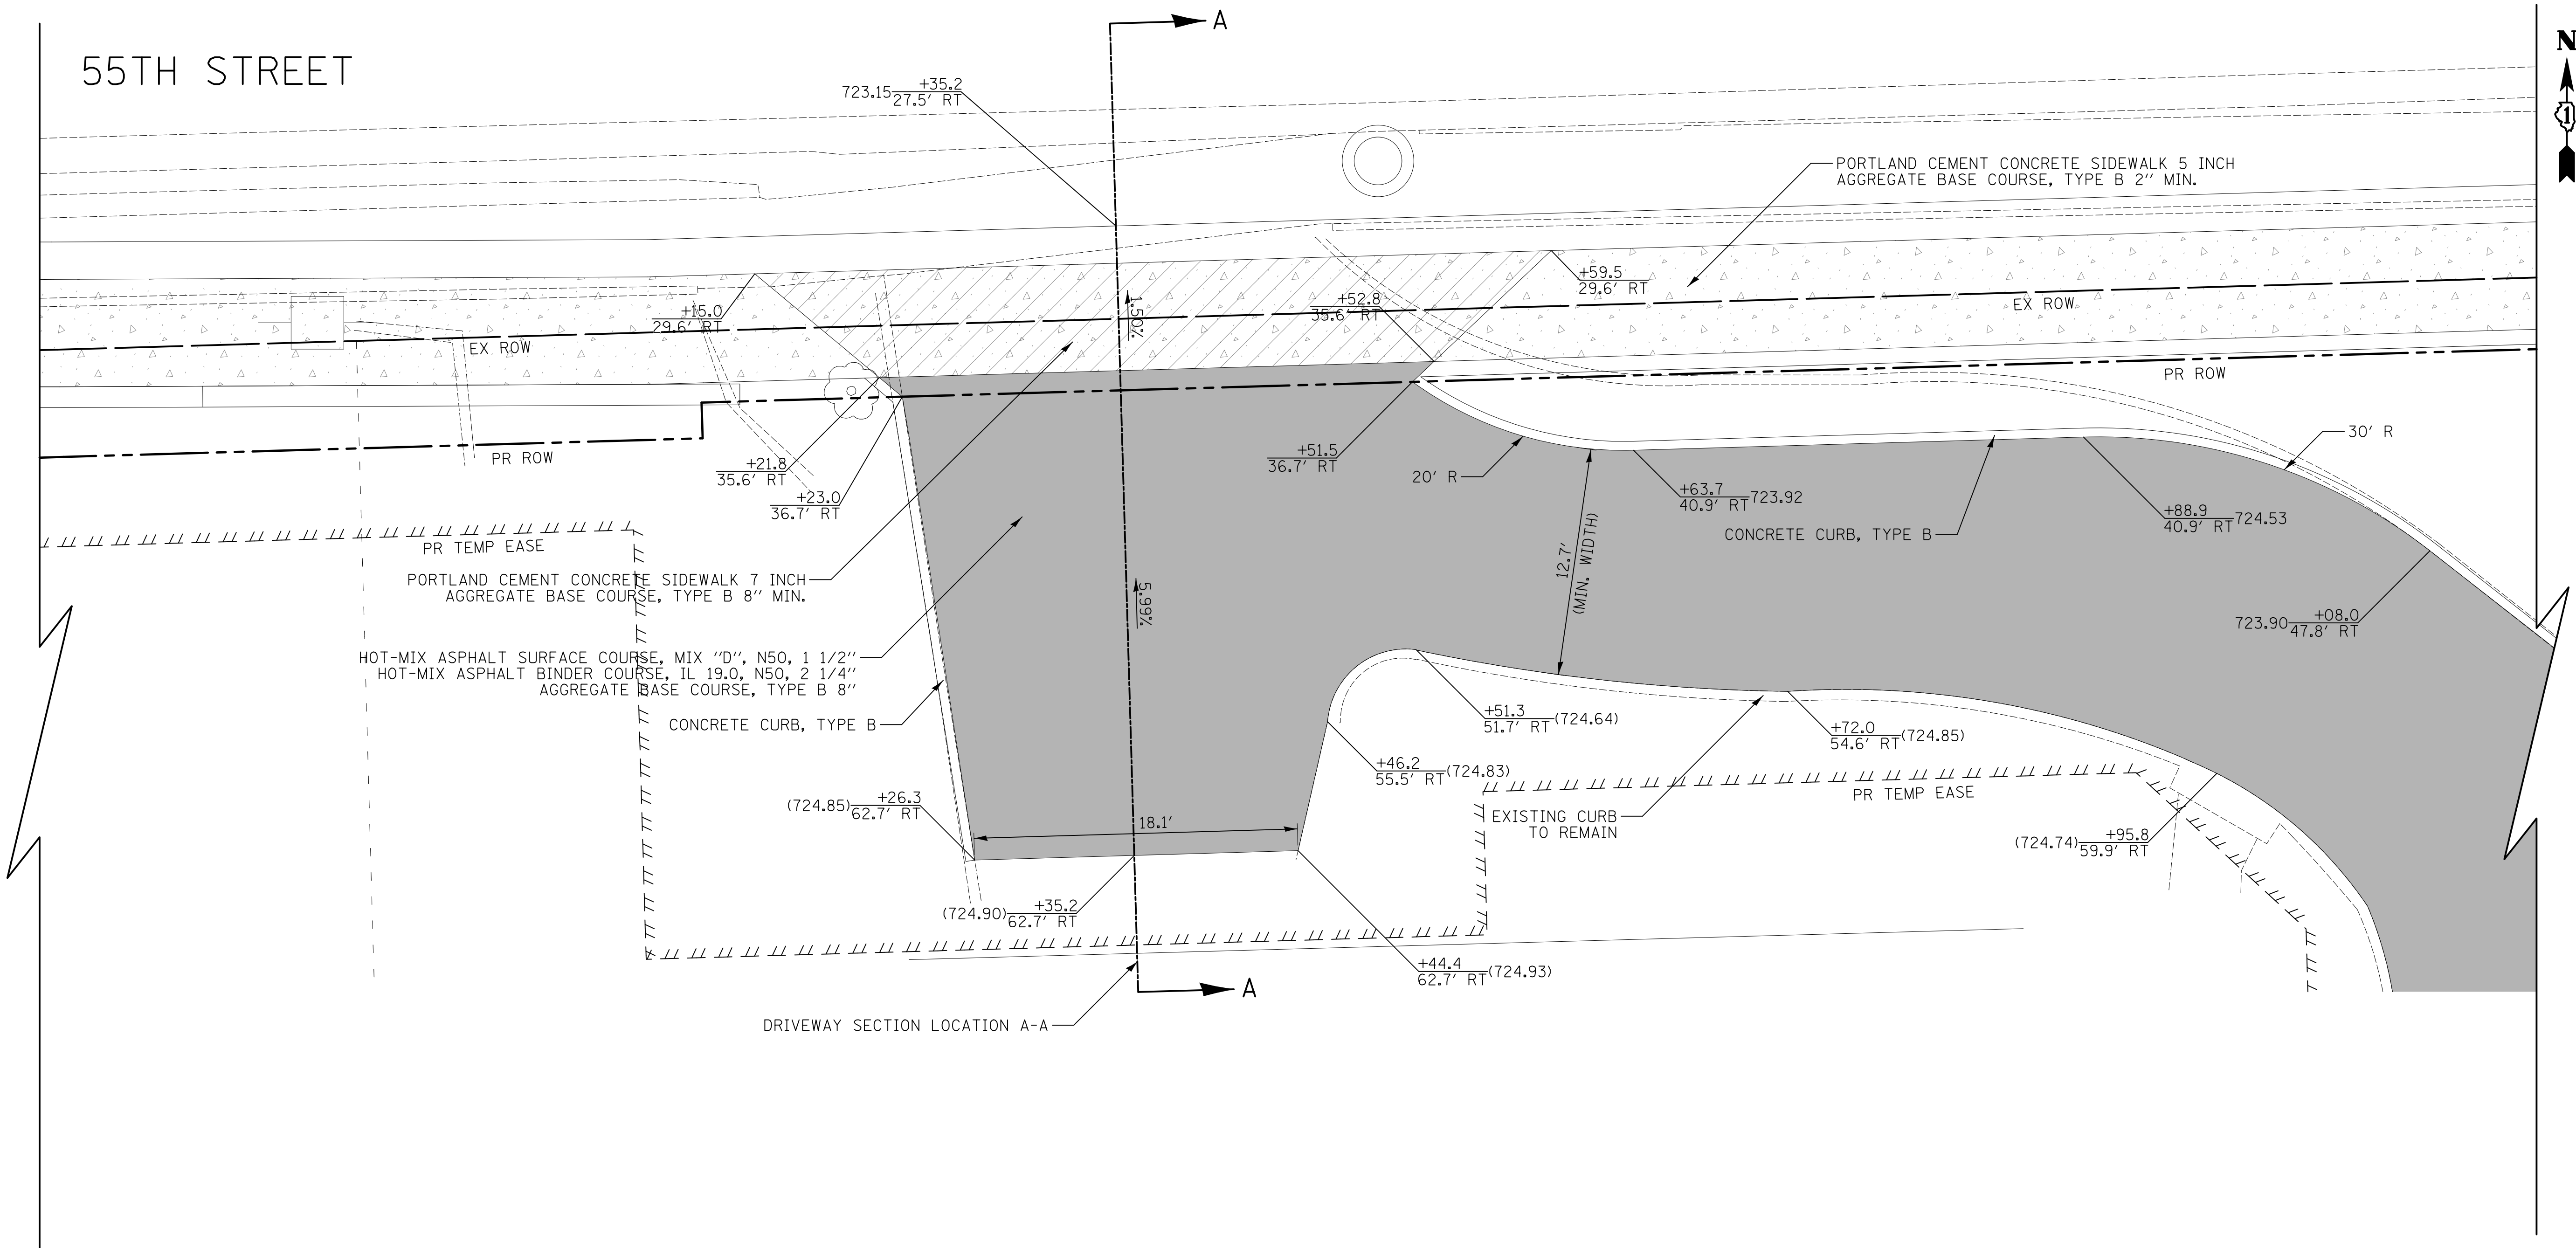 A
N
55TH STREET
1
+35.2
723.15
27.5' RT
PORTLAND CEMENT CONCRETE SIDEWALK 5 INCH
AGGREGATE BASE COURSE, TYPE B 2" MIN.
+59.5
29.6' RT
+15.0
29.6' RT
1.50%
+52.8
35.6' RT
EX ROW
EX ROW
PR ROW
PR ROW
30' R
+21.8
35.6' RT
+23.0
36.7' RT
+51.5
36.7' RT
20' R
+63.7
723.92
40.9' RT
CONCRETE CURB, TYPE B
+88.9
724.53
40.9' RT
12.7'
(MIN. WIDTH)
PR TEMP EASE
PORTLAND CEMENT CONCRETE SIDEWALK 7 INCH
AGGREGATE BASE COURSE, TYPE B 8" MIN.
5.99%
+08.0
723.90
47.8' RT
HOT-MIX ASPHALT SURFACE COURSE, MIX "D", N50, 1 1/2"
HOT-MIX ASPHALT BINDER COURSE, IL 19.0, N50, 2 1/4"
AGGREGATE BASE COURSE, TYPE B 8"
CONCRETE CURB, TYPE B
+51.3
(724.64)
51.7' RT
+72.0
(724.85)
54.6' RT
+46.2
(724.83)
55.5' RT
PR TEMP EASE
+26.3
(724.85)
62.7' RT
18.1'
EXISTING CURB
TO REMAIN
+95.8
(724.74)
59.9' RT
+35.2
(724.90)
62.7' RT
+44.4
(724.93)
62.7' RT
A
DRIVEWAY SECTION LOCATION A-A